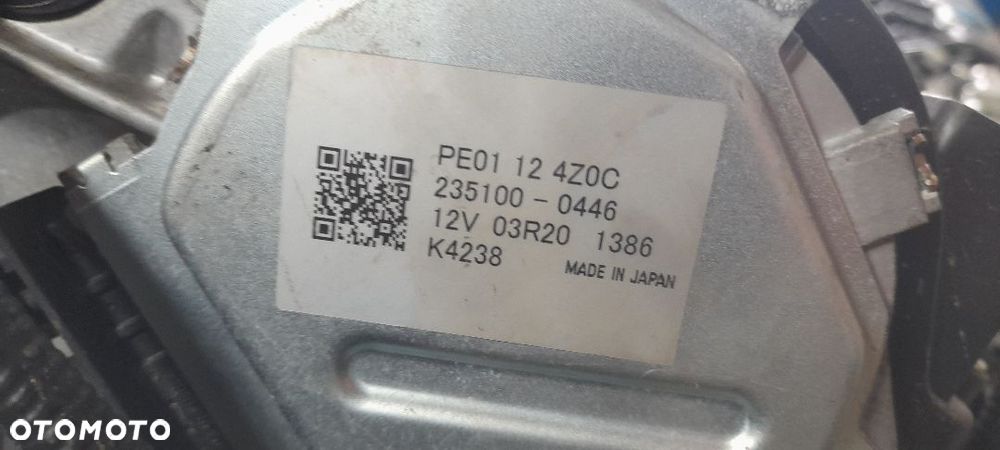 PE01 12 4Z0C
235100-0446
12V 03R20 1386
K4238 MADE IN JAPAN
OTOMOTO